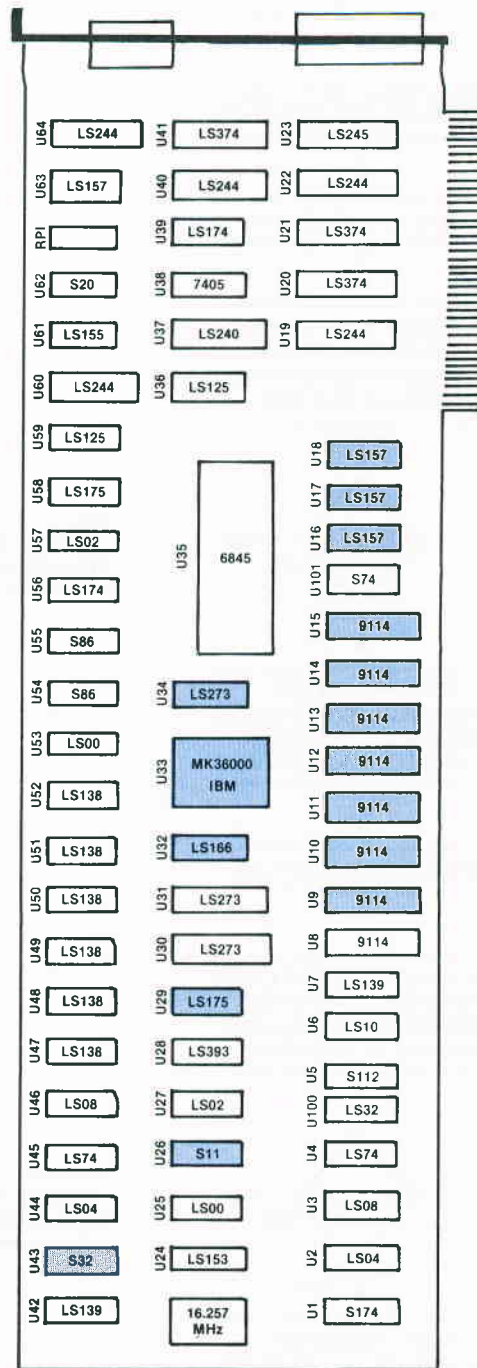 U64 LS244 U41 LS374 U23 LS245
U63 LS157 U40 LS244 U22 LS244
RPI U39 LS174 U21 LS374
U62 S20 U38 7405 U20 LS374
U61 LS155 U37 LS240 U19 LS244
U60 LS244 U36 LS125
U59 LS125 U18 LS157
U58 LS175 U17 LS157
U57 LS02 U35 6845 U16 LS157
U56 LS174 U101 S74
U55 S86 U15 9114
U54 S86 U34 LS273 U14 9114
U53 LS00 U13 9114
U33 MK36000 U12 9114
IBM
U52 LS138 U11 9114
U51 LS138 U32 LS166 U10 9114
U50 LS138 U31 LS273 U9 9114
U49 LS138 U30 LS273 U8 9114
U48 LS138 U29 LS175 U7 LS139
U47 LS138 U28 LS393 U6 LS10
U5 S112
U46 LS08 U27 LS02 U100 LS32
U45 LS74 U26 S11 U4 LS74
U44 LS04 U25 LS00 U3 LS08
U43 S32 U24 LS153 U2 LS04
U42 LS139 16.257 U1 S174
MHz